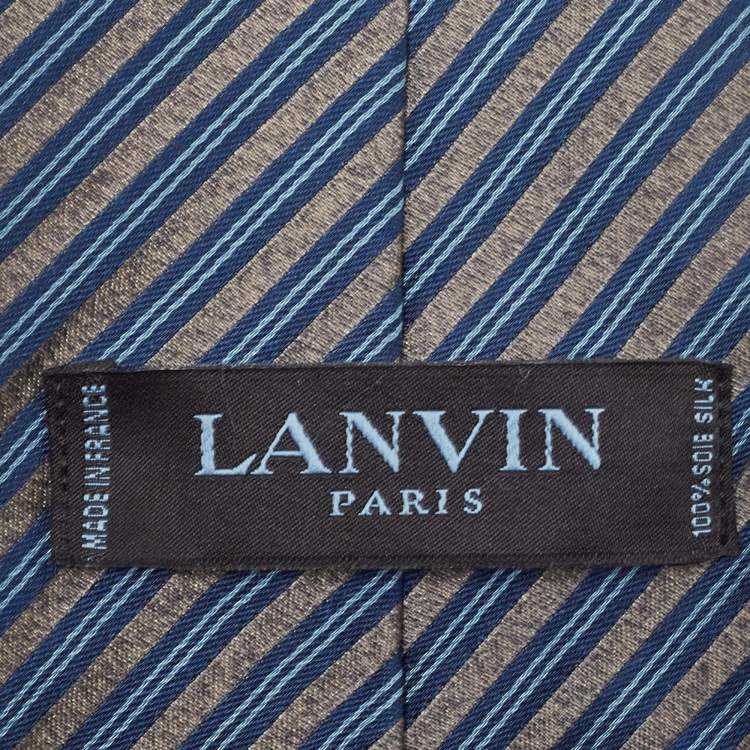 MADE IN FRANCE
LANVIN
PARIS
100% SOIE SILK